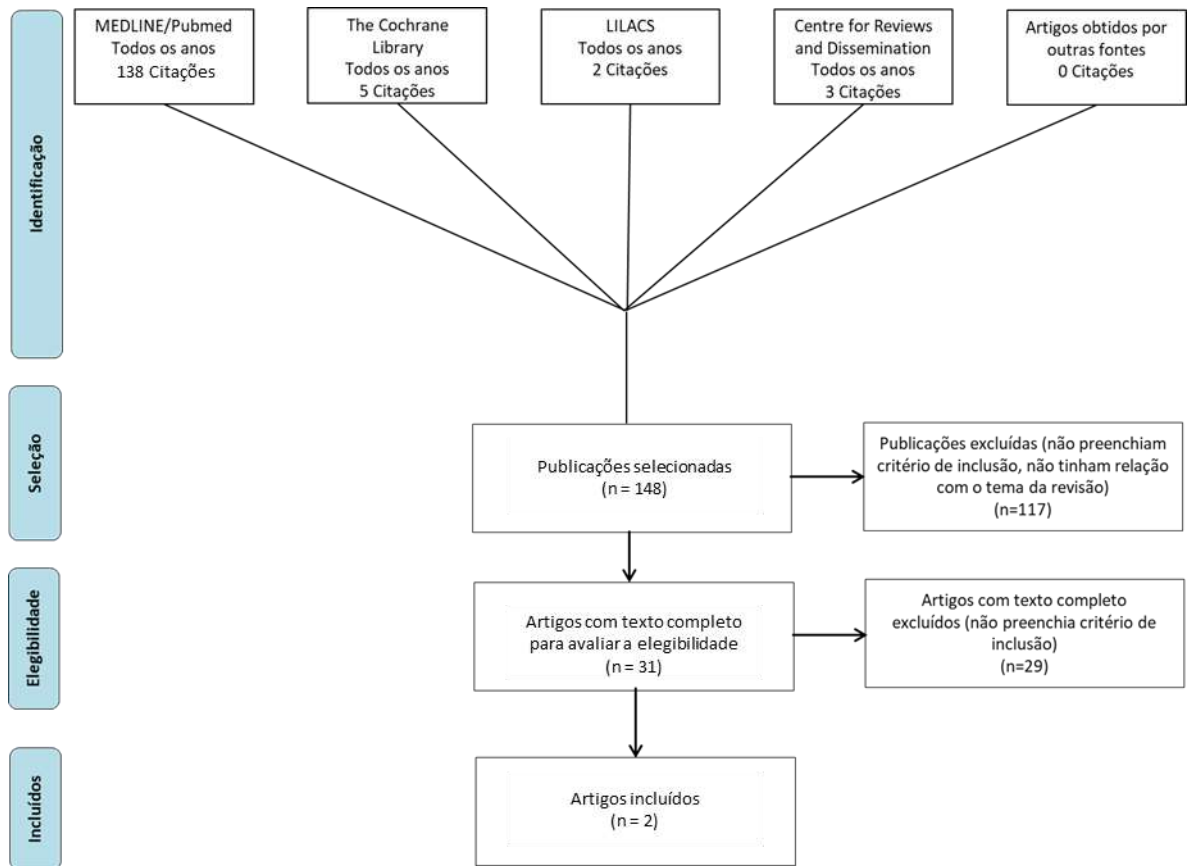 Identificação
MEDLINE/Pubmed
Todos os anos
138 Citações
The Cochrane
Library
Todos os anos
5 Citações
LILACS
Todos os anos
2 Citações
Centre for Reviews
and Dissemination
Todos os anos
3 Citações
Artigos obtidos por
outras fontes
0 Citações
Seleção
Publicações selecionadas
(n = 148)
Publicações excluídas (não preenchiam
critério de inclusão, não tinham relação
com o tema da revisão)
(n=117)
Elegibilidade
Artigos com texto completo
para avaliar a elegibilidade
(n = 31)
Artigos com texto completo
excluídos (não preenchia critério de
inclusão)
(n=29)
Incluídos
Artigos incluídos
(n = 2)